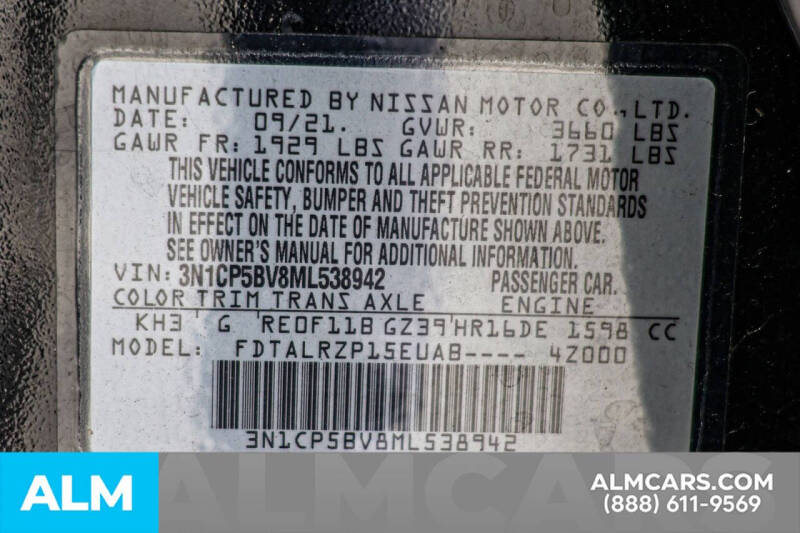 MANUFACTURED BY NISSAN MOTOR CO., LTD.
DATE: 09/21. GVWR: 3660 LBS
GAWR FR: 1929 LBS GAWR RR: 1731 LBS
THIS VEHICLE CONFORMS TO ALL APPLICABLE FEDERAL MOTOR
VEHICLE SAFETY, BUMPER AND THEFT PREVENTION STANDARDS
IN EFFECT ON THE DATE OF MANUFACTURE SHOWN ABOVE.
SEE OWNER'S MANUAL FOR ADDITIONAL INFORMATION.
VIN: 3N1CP5BV8ML538942 PASSENGER CAR.
COLOR TRIM TRANS AXLE ENGINE
KH3 G RE0F11B GZ39 HR16DE 1598 CC
MODEL: FDTALRZP15EUAB---- 4Z000
3N1CP5BV8ML538942
ALM
ALMCARS.COM
ALMCARS.COM
(888) 611-9569